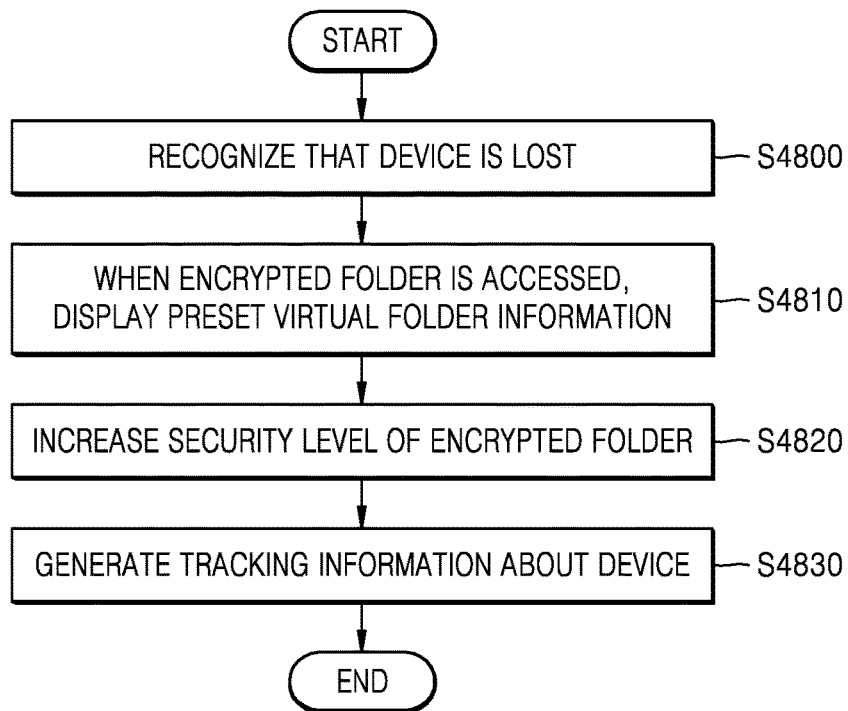 START
RECOGNIZE THAT DEVICE IS LOST
S4800
WHEN ENCRYPTED FOLDER IS ACCESSED,
DISPLAY PRESET VIRTUAL FOLDER INFORMATION
S4810
INCREASE SECURITY LEVEL OF ENCRYPTED FOLDER
S4820
GENERATE TRACKING INFORMATION ABOUT DEVICE
S4830
END